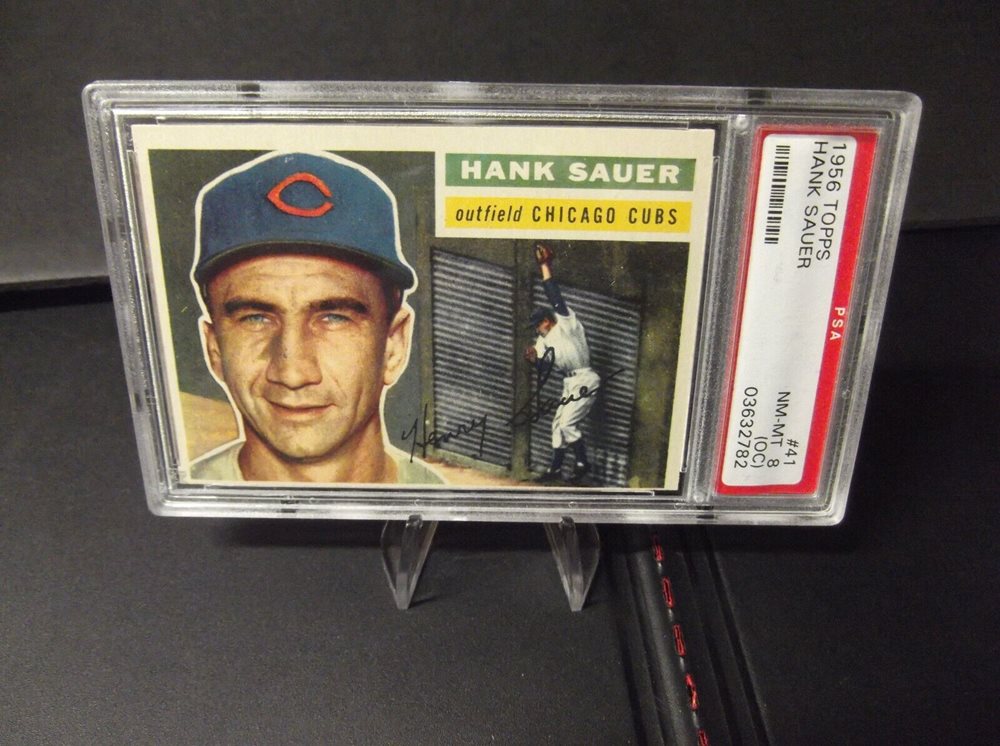 HANK SAUER
outfield CHICAGO CUBS
Henry Sauer
C
1956 TOPPS
HANK SAUER
PSA
#41
NM-MT 8
(OC)
03632782